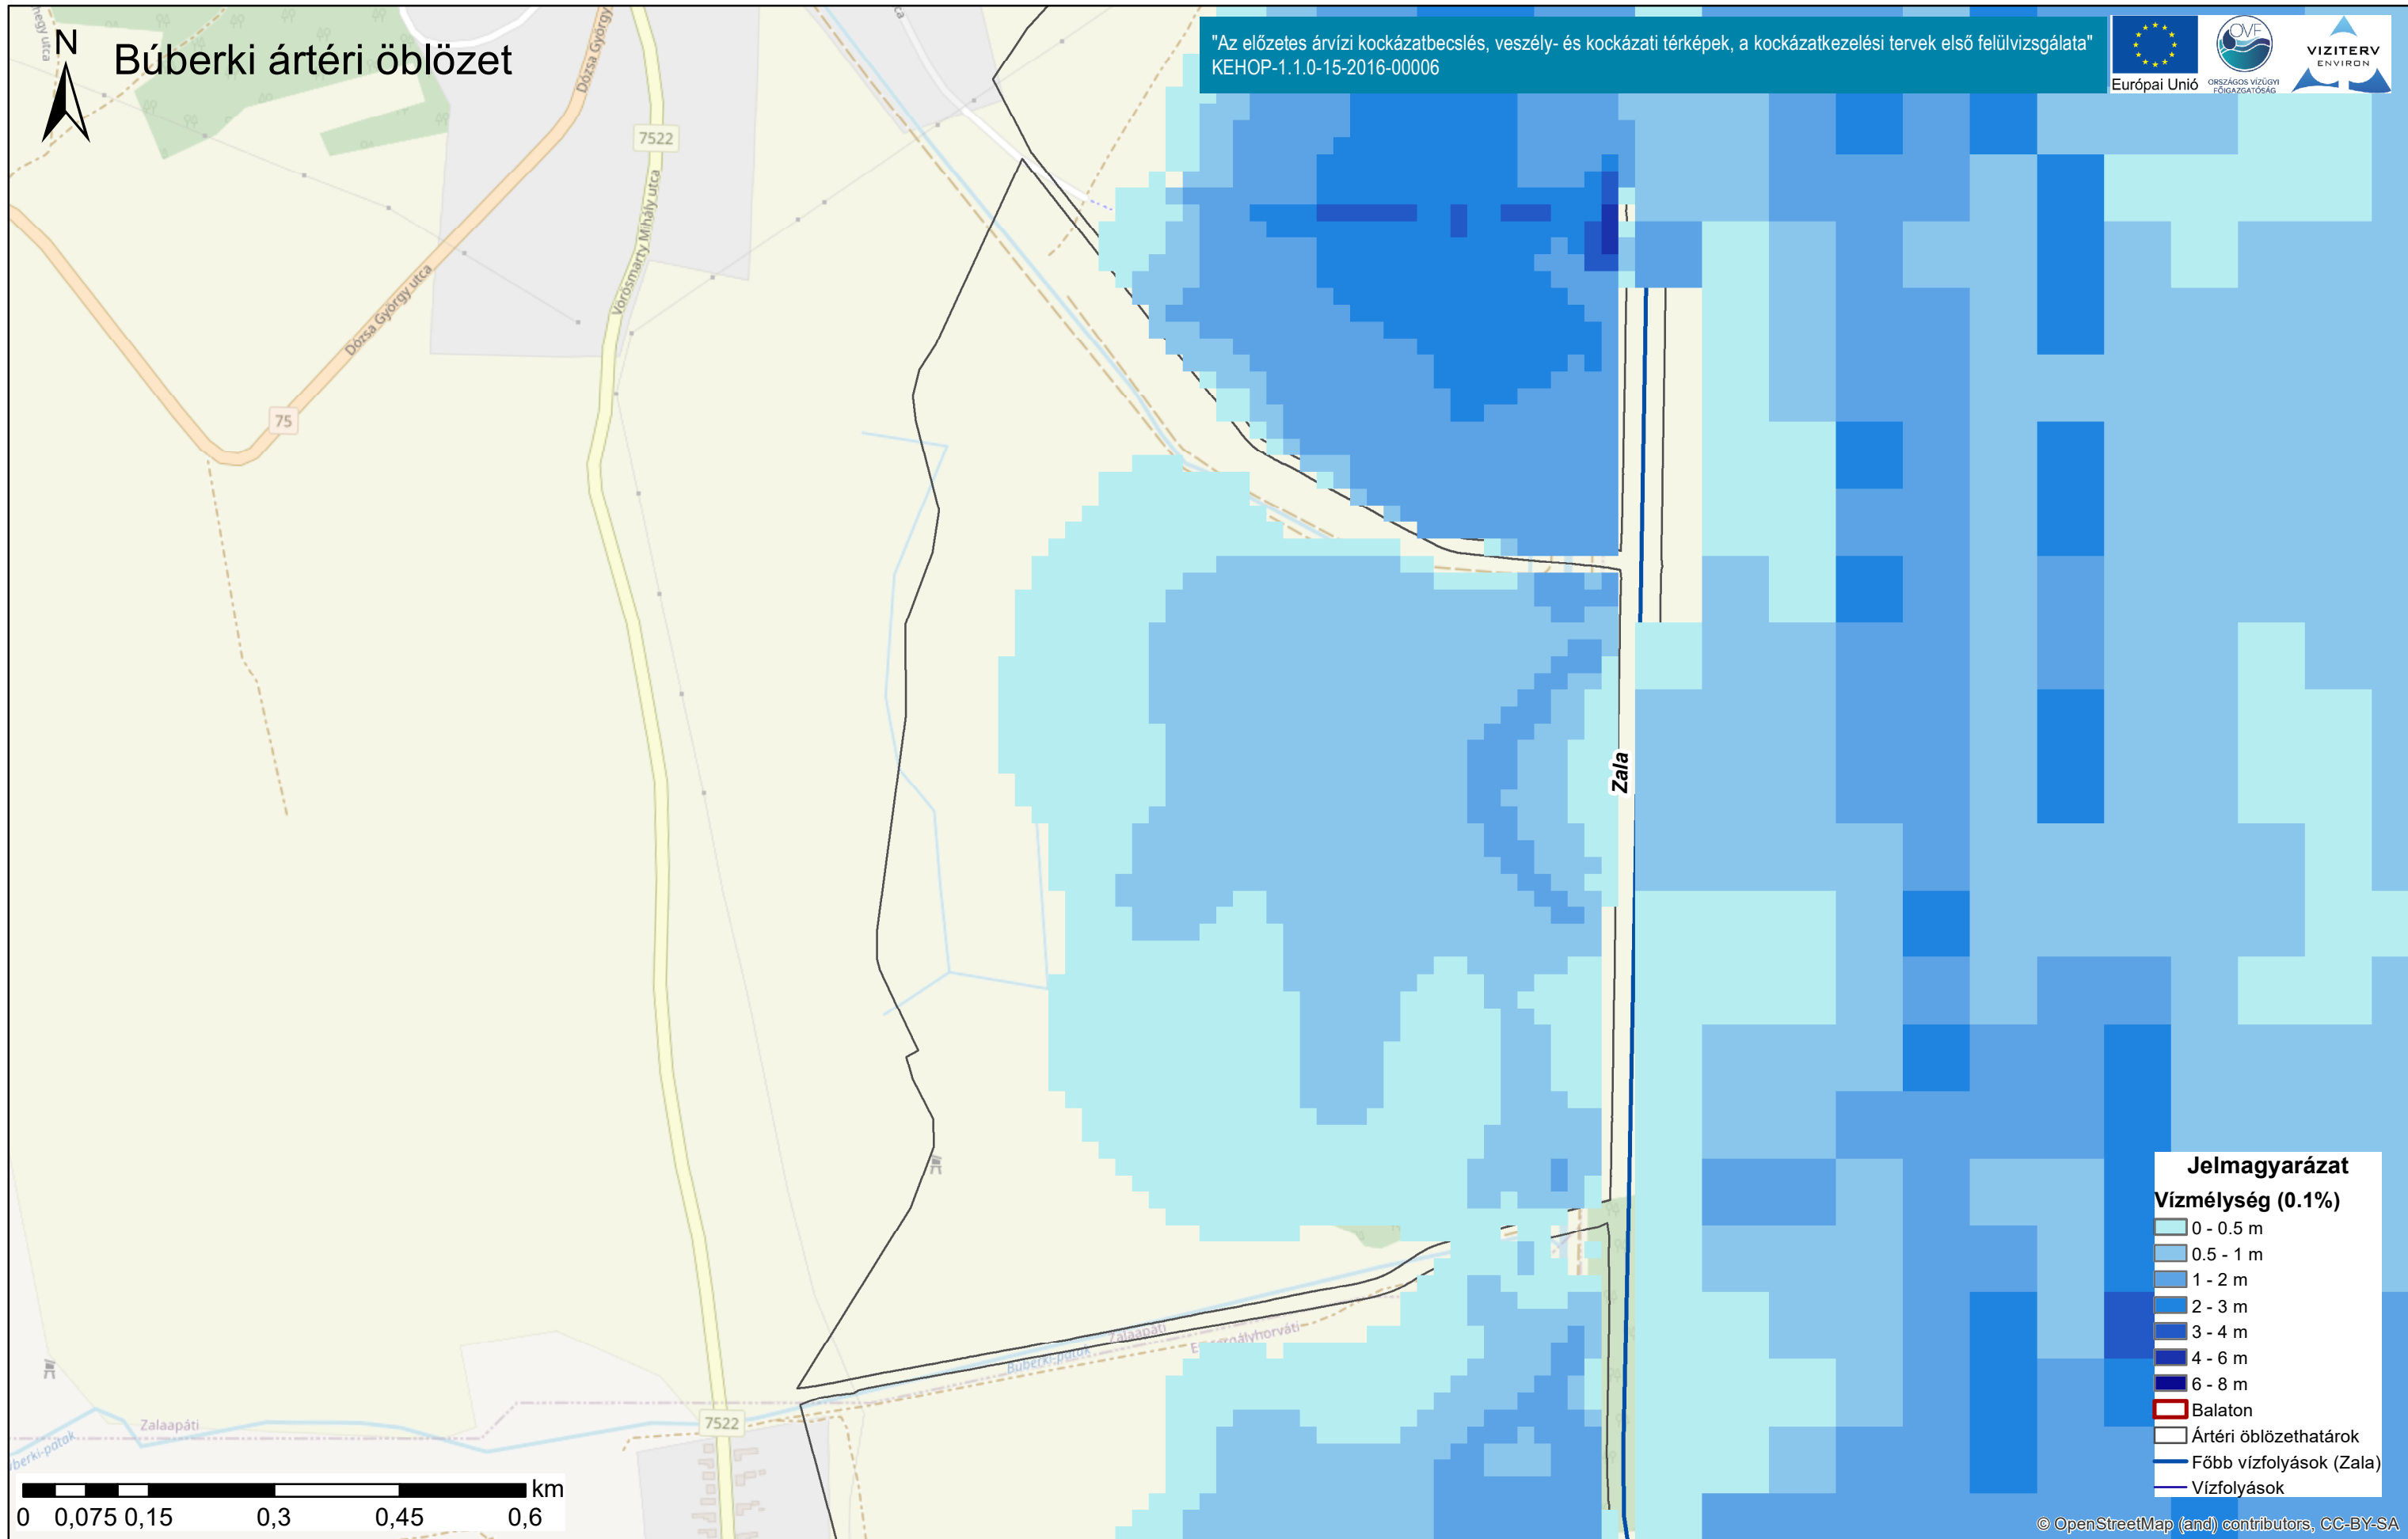 N
Búberki ártéri öblözet
"Az előzetes árvízi kockázatbecslés, veszély- és kockázati térképek, a kockázatkezelési tervek első felülvizsgálata"
KEHOP-1.1.0-15-2016-00006
Európai Unió
OVF
ORSZÁGOS VÍZÜGYI
FŐIGAZGATÓSÁG
VIZITERV
ENVIRON
Dózsa György
7522
Vörösmarty Mihály utca
Dózsa György utca
75
Zala
Zalaapáti
Búberki-patak
7522
Zalaapáti
Jelmagyarázat
Vízmélység (0.1%)
0 - 0.5 m
0.5 - 1 m
1 - 2 m
2 - 3 m
3 - 4 m
4 - 6 m
6 - 8 m
Balaton
Ártéri öblözethatárok
Főbb vízfolyások (Zala)
Vízfolyások
km
0 0,075 0,15 0,3 0,45 0,6
© OpenStreetMap (and) contributors, CC-BY-SA